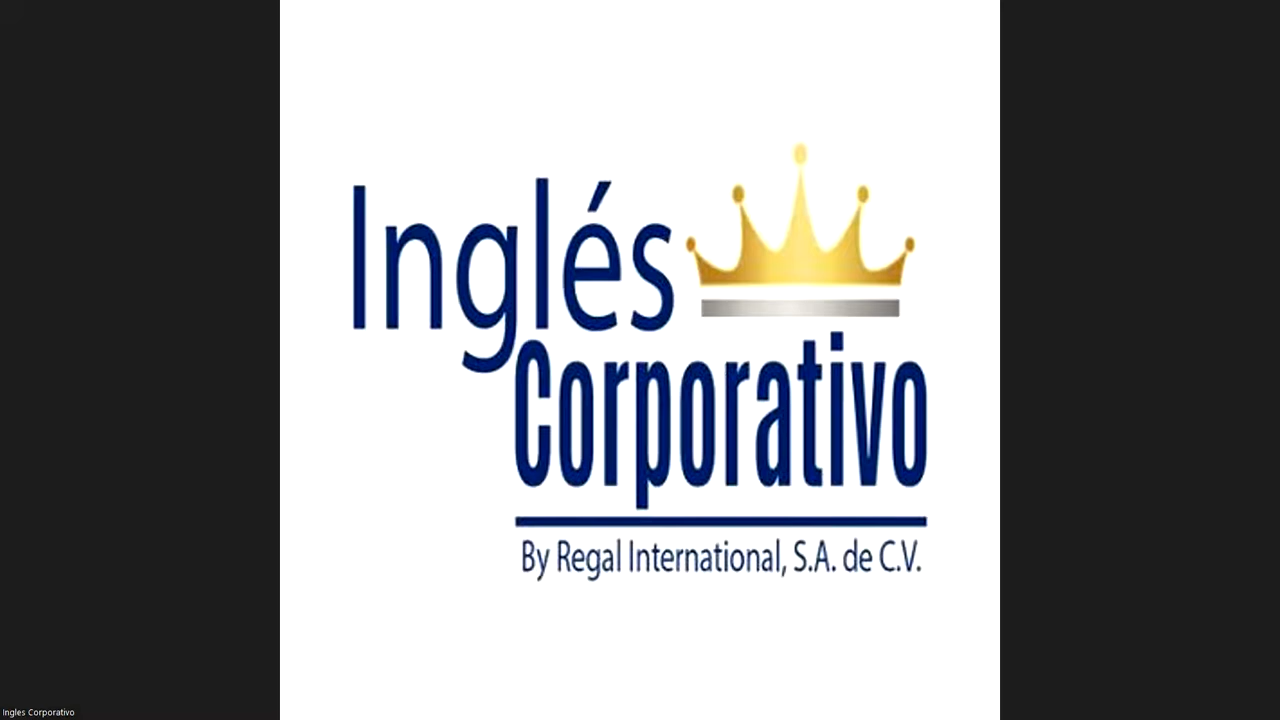 Inglés
Corporativo
By Regal International, S.A. de C.V.
Ingles Corporativo